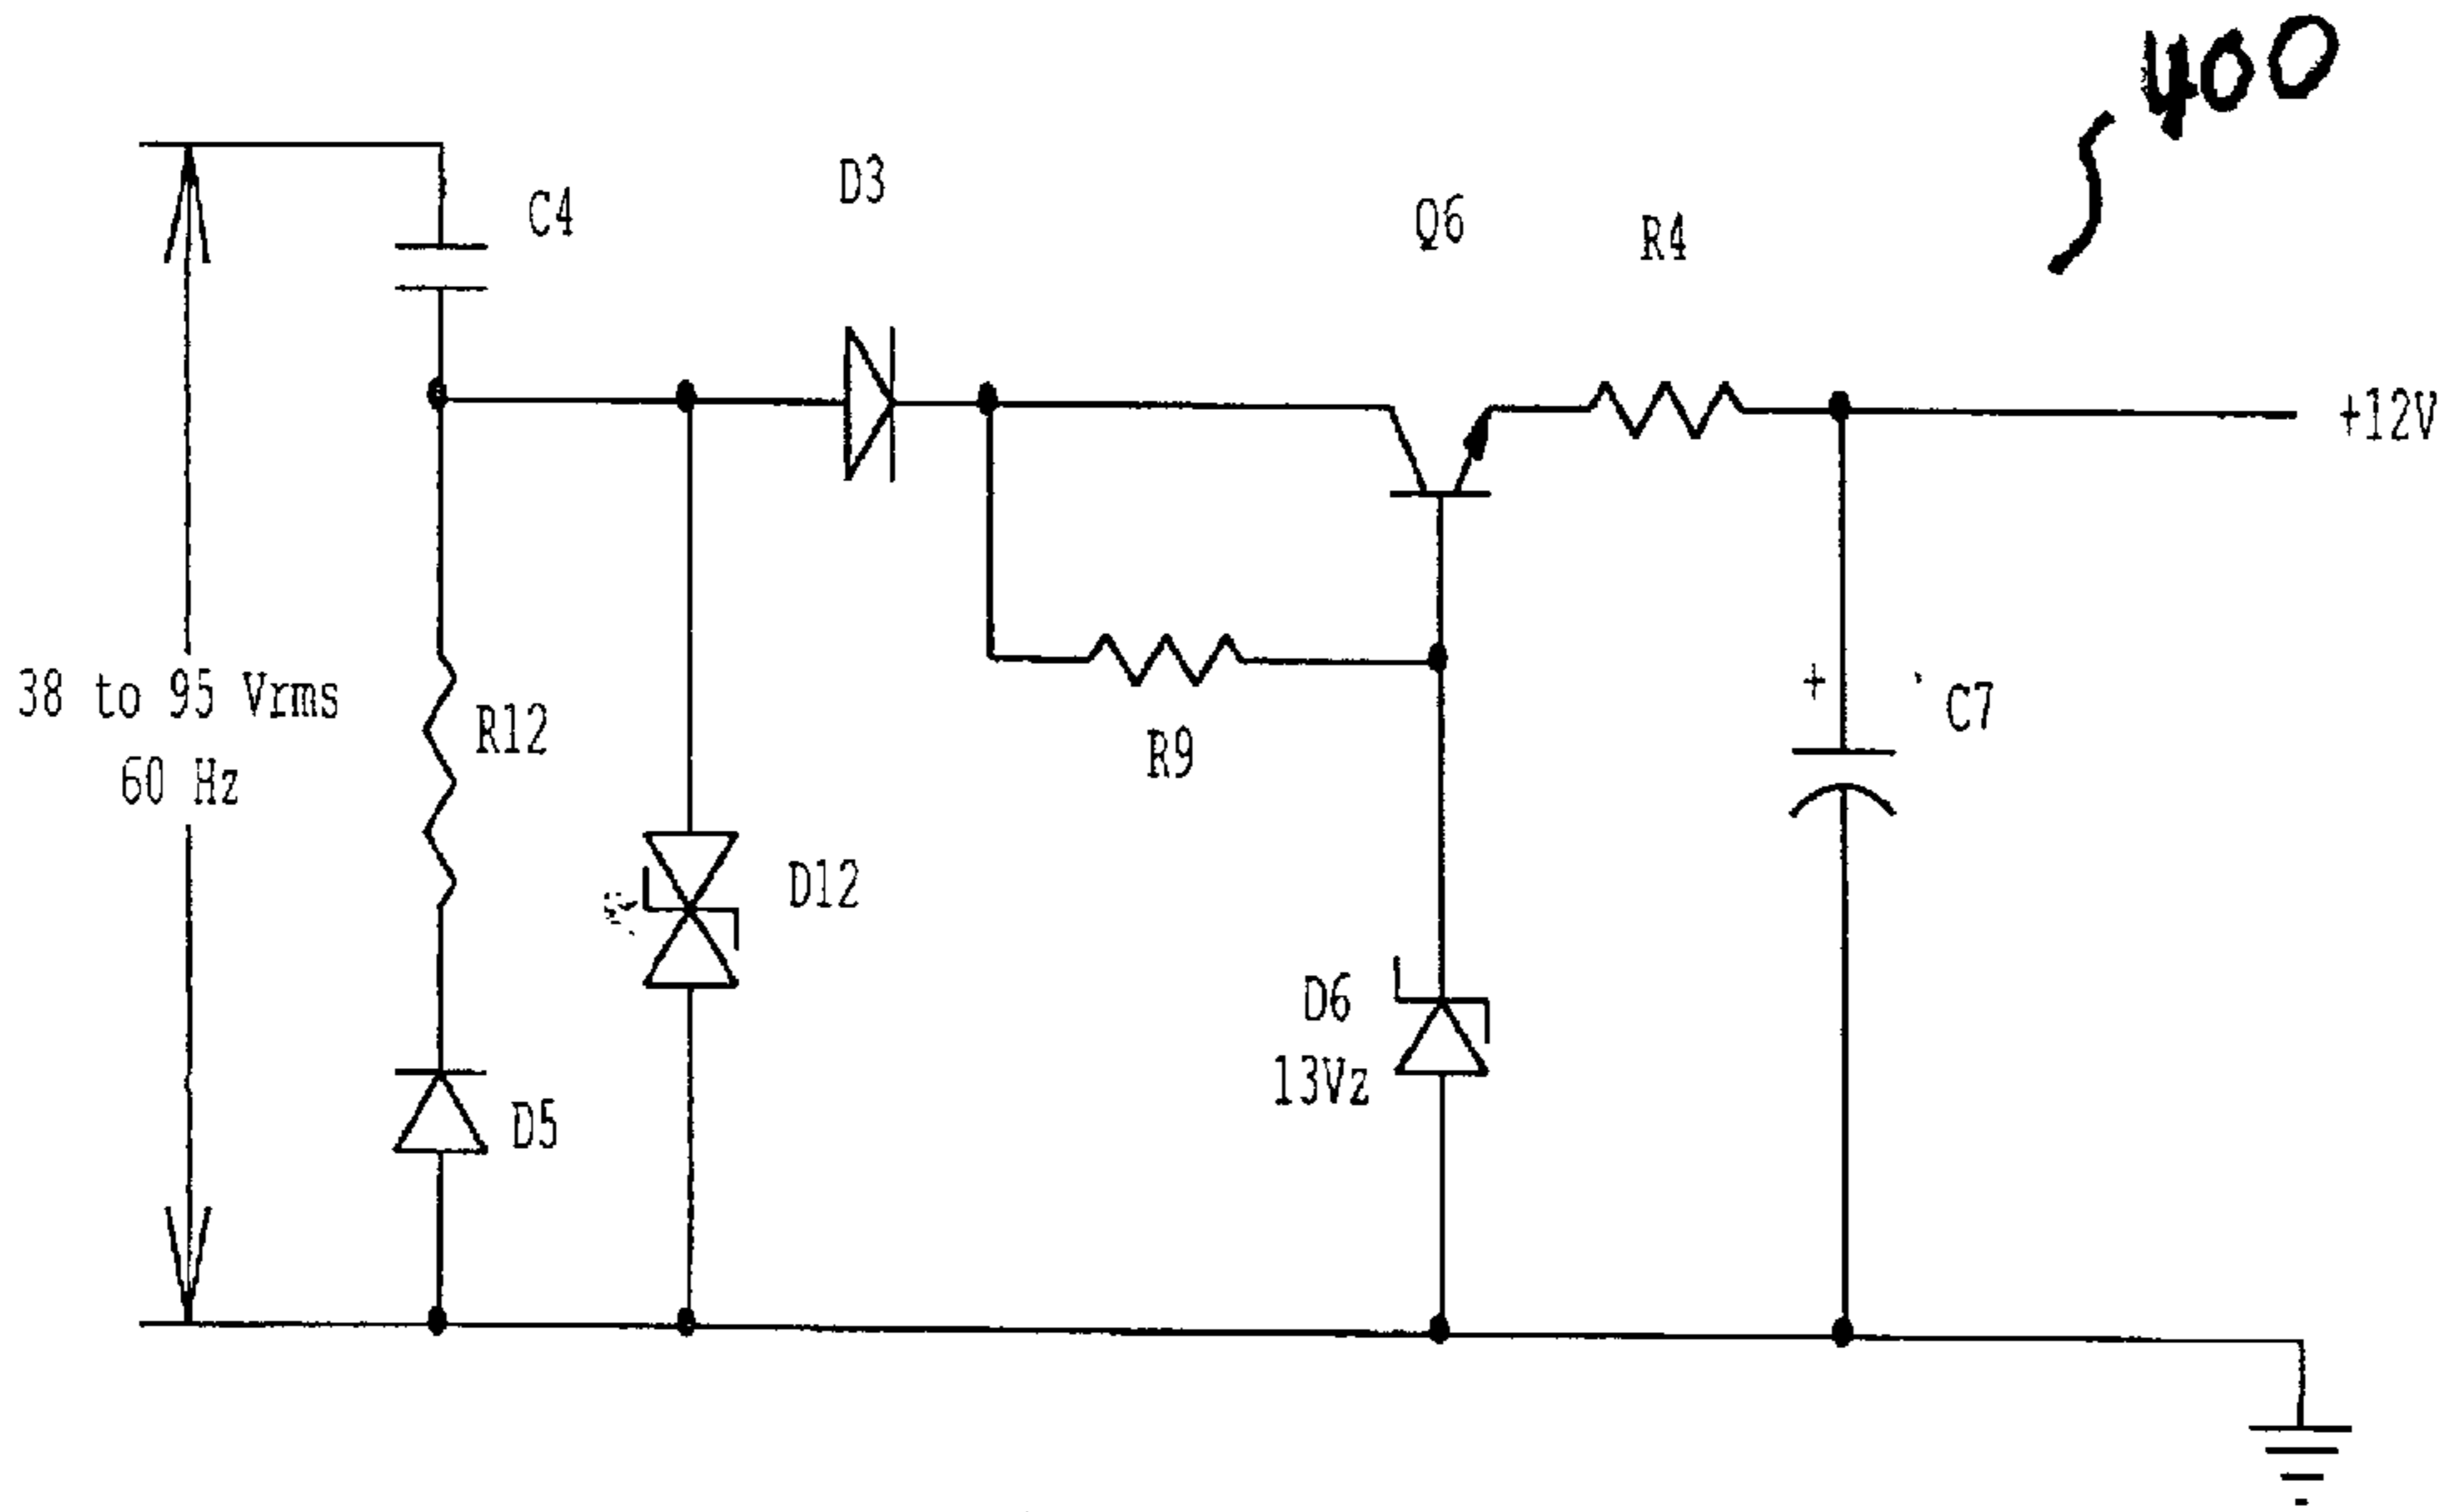 400
D3
C4
Q6
R4
+12V
38 to 95 Vrms
60 Hz
R12
+ C7
R9
D12
D6
13Vz
D5